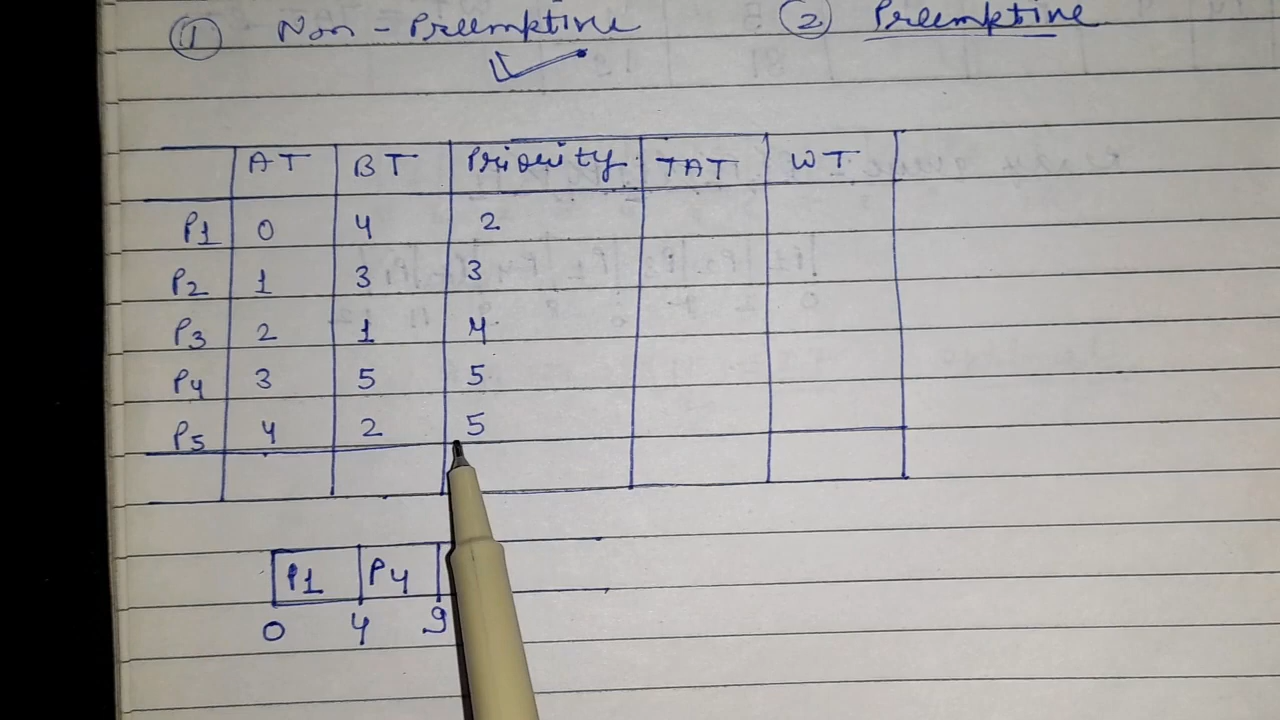 ① Non-Preemptive ② Preemptive
AT BT Priority TAT WT
P1 0 4 2
P2 1 3 3
P3 2 1 4
P4 3 5 5
P5 4 2 5
P1 P4
0 4 9